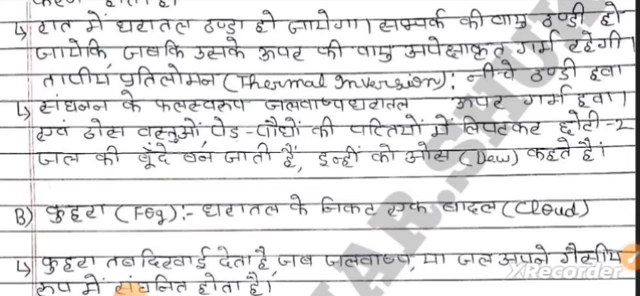 ↳ रात में धरातल ठण्डा हो जायेगा। सम्पर्क की वायु ठण्डी हो
जायेकि, जबकि उसके ऊपर की वायु अपेक्षाकृत गर्म रहेगी।
तापीय प्रतिलोमन (Thermal Inversion): नीचे ठण्डी हवा
↳ संघनन के फलस्वरूप जलवाष्प धरातल ऊपर गर्म हवा।
एवं ठोस वस्तुओं, पेड-पौधों की पत्तियों में लिपटकर छोटी-2
जल की बूँदे बन जाती हैं, इन्हीं को ओस (Dew) कहते है।
B) कुहरा (Fog):- धरातल के निकट एक बादल (Cloud)
↳ कुहरा तब दिखाई देता है, जब जलवाष्प, या जल अपने गैसीय
रूप में संघनित होता है।
XRecorder